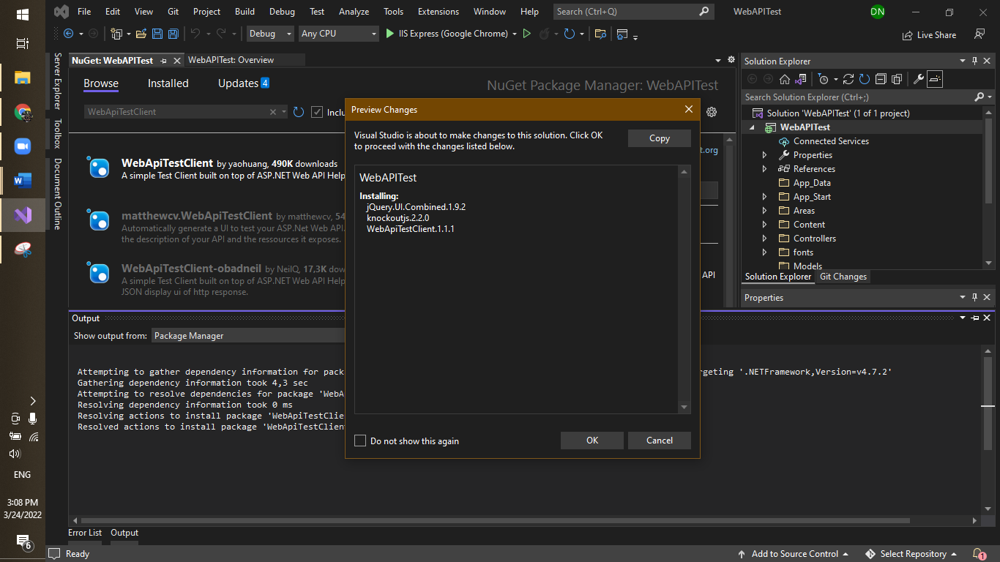 File Edit View Git Project Build Debug Test Analyze Tools Extensions Window Help Search (Ctrl+Q) WebAPITest DN
Debug Any CPU IIS Express (Google Chrome) Live Share
Server Explorer
Toolbox
Document Outline
NuGet: WebAPITest WebAPITest: Overview
Browse Installed Updates 4
NuGet Package Manager: WebAPITest
WebApiTestClient
WebApiTestClient by yaohuang, 490K downloads
A simple Test Client built on top of ASP.NET Web API Help
matthewcv.WebApiTestClient by matthewcv, 54
Automatically generate a UI to test your ASP.Net Web API.
the description of your API and the ressources it exposes.
WebApiTestClient-obadneil by NeilQ, 17,3K dow
A simple Test Client built on top of ASP.NET Web API Help
JSON display ui of http response.
t.org
API
Preview Changes
Visual Studio is about to make changes to this solution. Click OK
to proceed with the changes listed below.
Copy
WebAPITest
Installing:
jQuery.UI.Combined.1.9.2
knockoutjs.2.2.0
WebApiTestClient.1.1.1
Do not show this again
OK Cancel
Solution Explorer
Search Solution Explorer (Ctrl+;)
Solution 'WebAPITest' (1 of 1 project)
WebAPITest
Connected Services
Properties
References
App_Data
App_Start
Areas
Content
Controllers
fonts
Models
Solution Explorer Git Changes
Properties
Output
Show output from: Package Manager
Attempting to gather dependency information for pack
rgeting '.NETFramework,Version=v4.7.2'
Gathering dependency information took 4,3 sec
Attempting to resolve dependencies for package 'WebA
Resolving dependency information took 0 ms
Resolving actions to install package 'WebApiTestClie
Resolved actions to install package 'WebApiTestClien
Error List Output
Ready Add to Source Control Select Repository 1
ENG
3:08 PM
3/24/2022
6